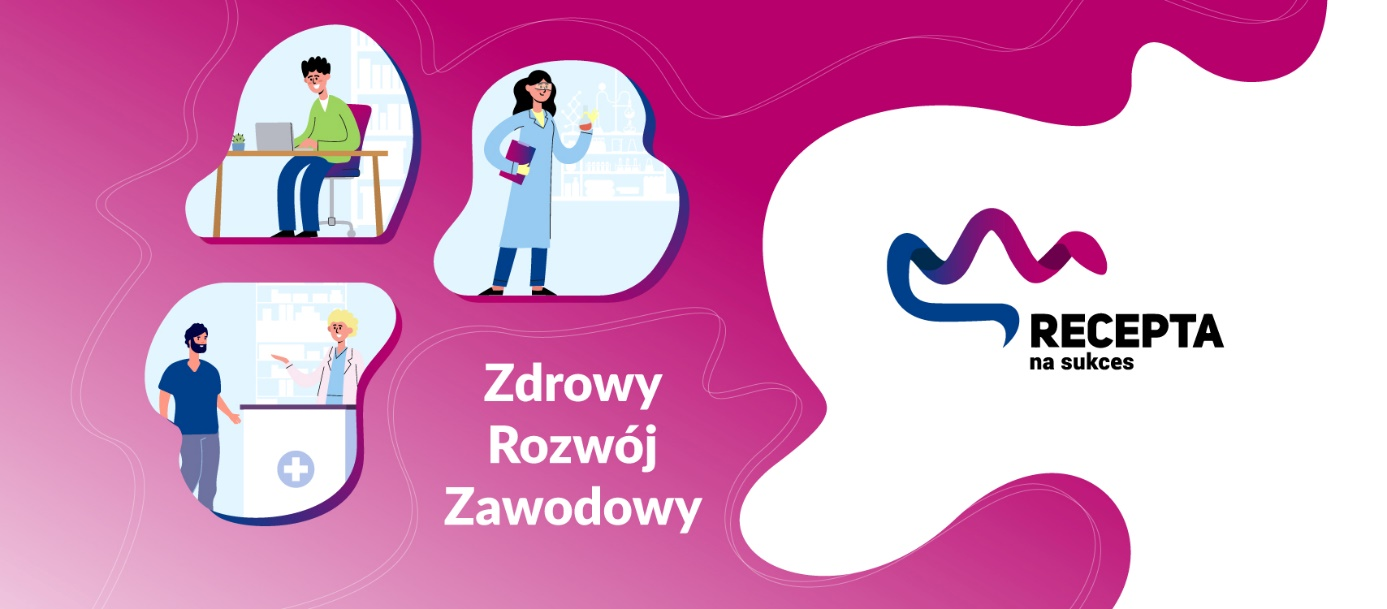 Zdrowy
Rozwój
Zawodowy
RECEPTA
na sukces